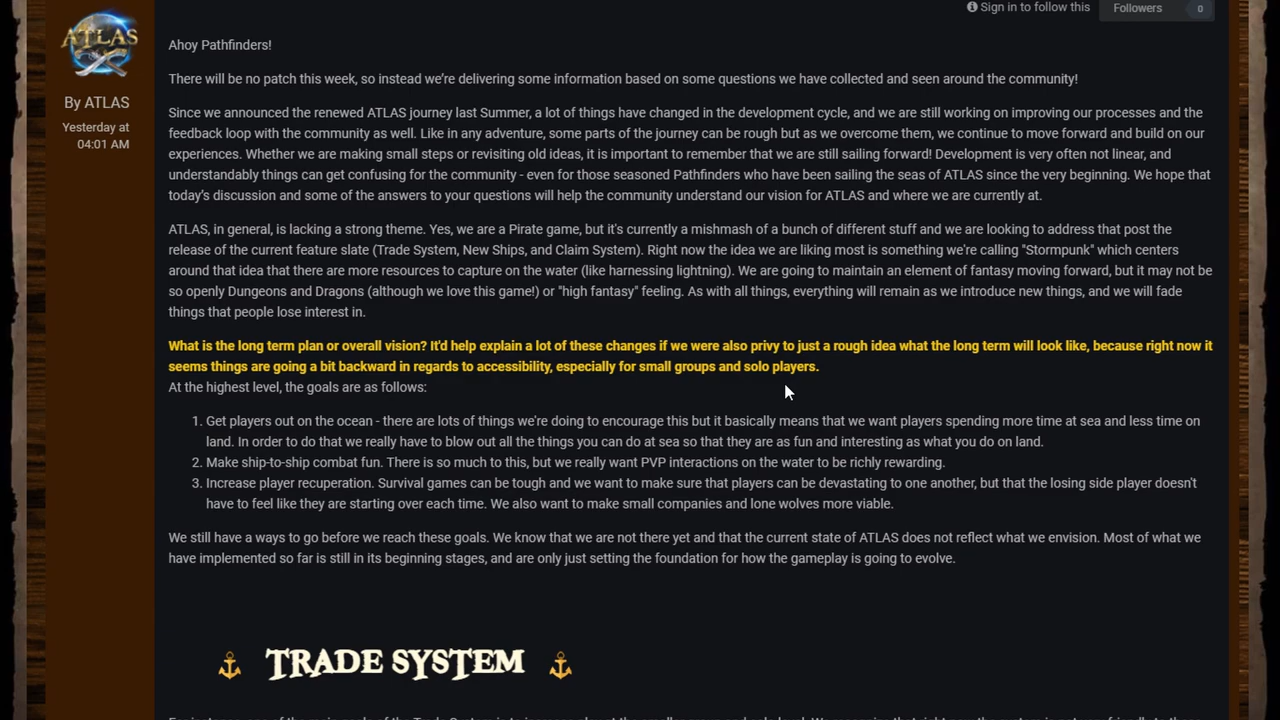 Sign in to follow this
Followers 0
ATLAS
Ahoy Pathfinders!
There will be no patch this week, so instead we're delivering some information based on some questions we have collected and seen around the community!
By ATLAS
Yesterday at
04:01 AM
Since we announced the renewed ATLAS journey last Summer, a lot of things have changed in the development cycle, and we are still working on improving our processes and the
feedback loop with the community as well. Like in any adventure, some parts of the journey can be rough but as we overcome them, we continue to move forward and build on our
experiences. Whether we are making small steps or revisiting old ideas, it is important to remember that we are still sailing forward! Development is very often not linear, and
understandably things can get confusing for the community - even for those seasoned Pathfinders who have been sailing the seas of ATLAS since the very beginning. We hope that
today's discussion and some of the answers to your questions will help the community understand our vision for ATLAS and where we are currently at.
ATLAS, in general, is lacking a strong theme. Yes, we are a Pirate game, but it's currently a mishmash of a bunch of different stuff and we are looking to address that post the
release of the current feature slate (Trade System, New Ships, and Claim System). Right now the idea we are liking most is something we're calling "Stormpunk" which centers
around that idea that there are more resources to capture on the water (like harnessing lightning). We are going to maintain an element of fantasy moving forward, but it may not be
so openly Dungeons and Dragons (although we love this game!) or "high fantasy" feeling. As with all things, everything will remain as we introduce new things, and we will fade
things that people lose interest in.
What is the long term plan or overall vision? It'd help explain a lot of these changes if we were also privy to just a rough idea what the long term will look like, because right now it
seems things are going a bit backward in regards to accessibility, especially for small groups and solo players.
At the highest level, the goals are as follows:
1. Get players out on the ocean - there are lots of things we're doing to encourage this but it basically means that we want players spending more time at sea and less time on
land. In order to do that we really have to blow out all the things you can do at sea so that they are as fun and interesting as what you do on land.
2. Make ship-to-ship combat fun. There is so much to this, but we really want PVP interactions on the water to be richly rewarding.
3. Increase player recuperation. Survival games can be tough and we want to make sure that players can be devastating to one another, but that the losing side player doesn't
have to feel like they are starting over each time. We also want to make small companies and lone wolves more viable.
We still have a ways to go before we reach these goals. We know that we are not there yet and that the current state of ATLAS does not reflect what we envision. Most of what we
have implemented so far is still in its beginning stages, and are only just setting the foundation for how the gameplay is going to evolve.
TRADE SYSTEM